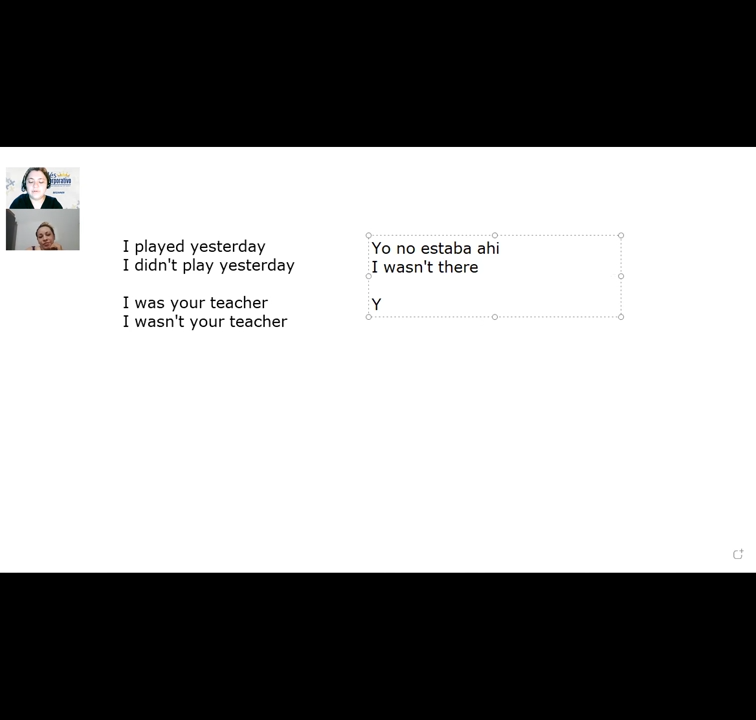 I played yesterday
I didn't play yesterday
I was your teacher
I wasn't your teacher
Yo no estaba ahi
I wasn't there
Y